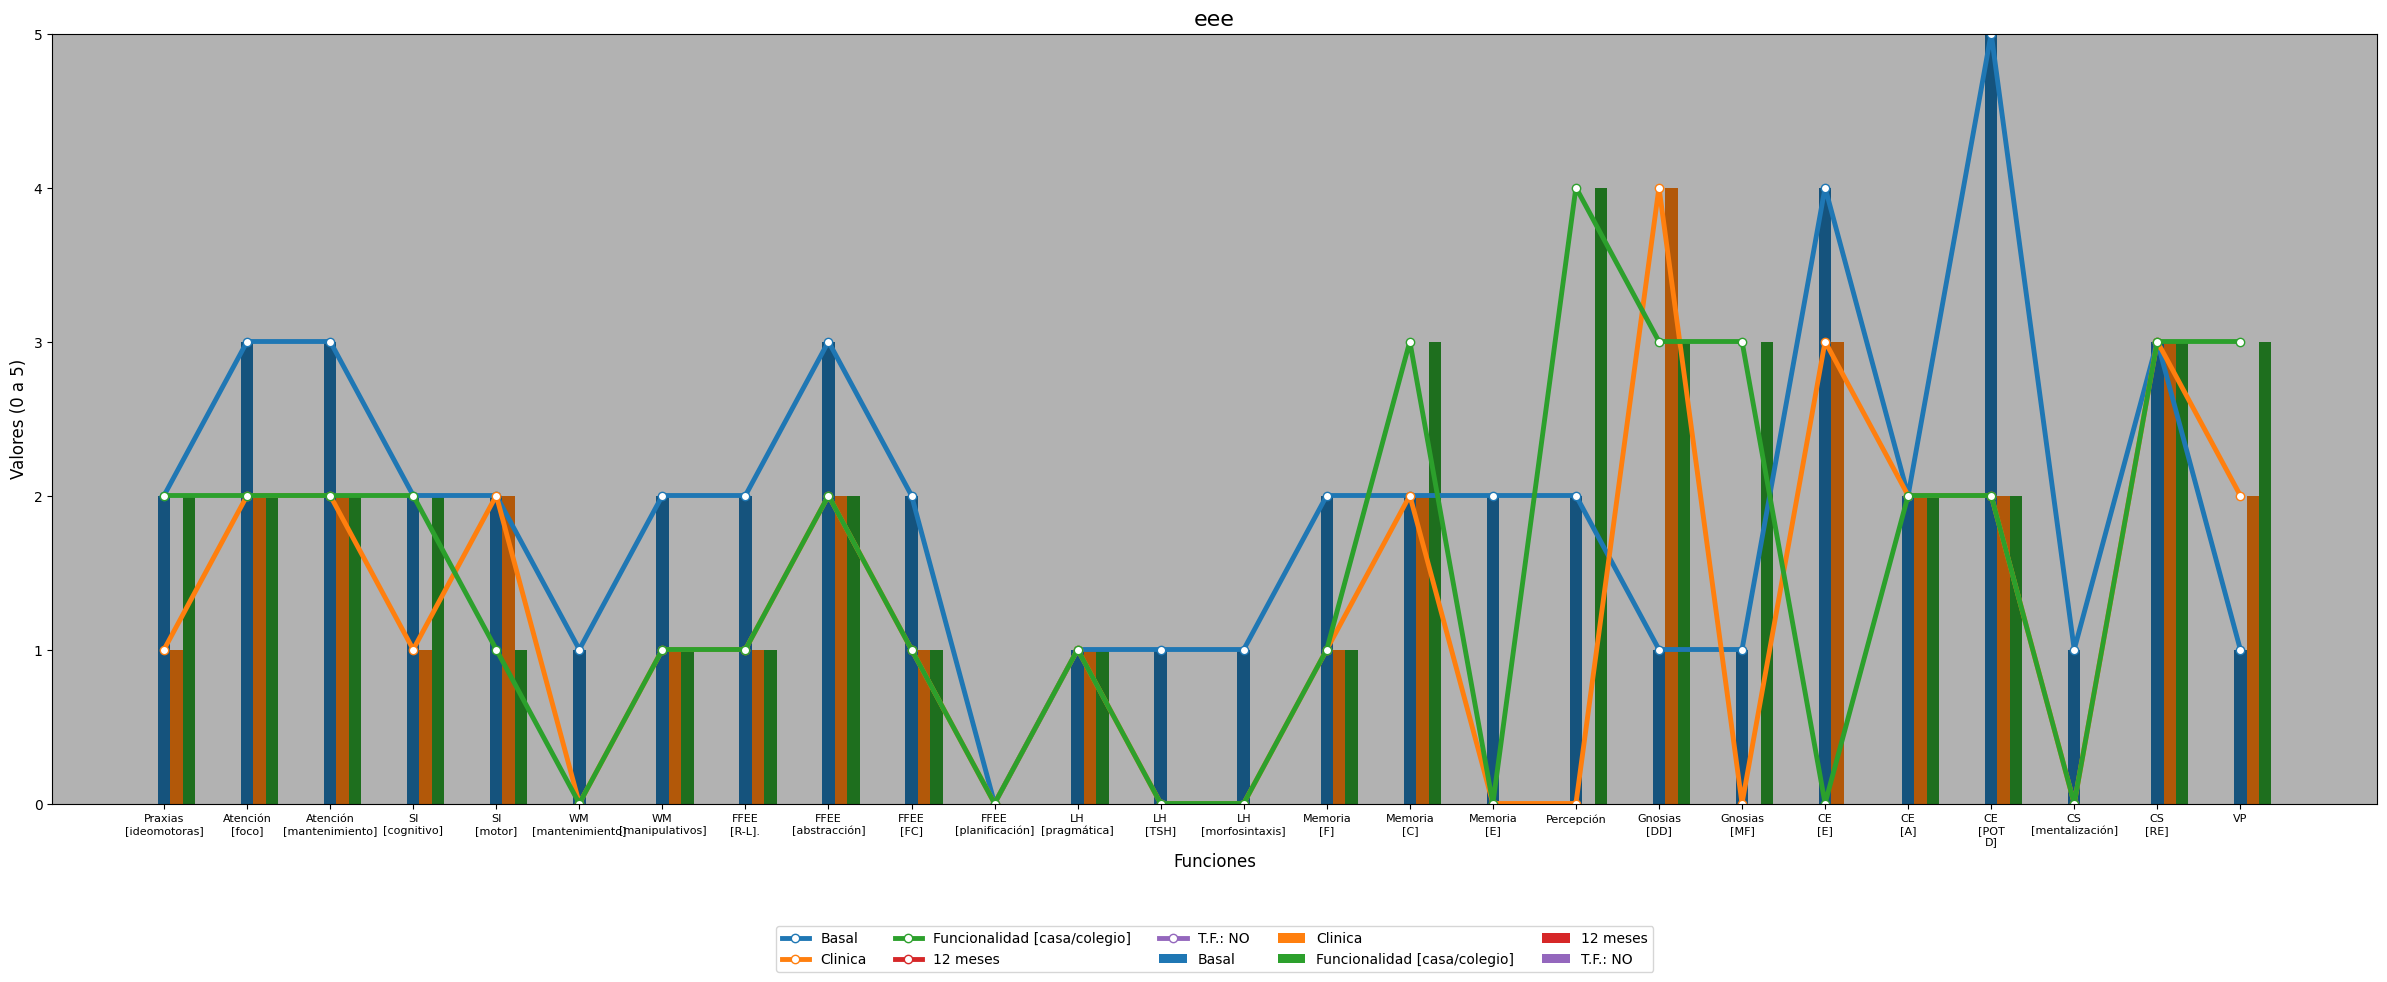 eee
Valores (0 a 5)
5
4
3
2
1
0
Praxias
[ideomotoras]
Atención
[foco]
Atención
[mantenimiento]
SI
[cognitivo]
SI
[motor]
WM
[mantenimiento]
WM
[manipulativos]
FFEE
[R-L].
FFEE
[abstracción]
FFEE
[FC]
FFEE
[planificación]
LH
[pragmática]
LH
[TSH]
LH
[morfosintaxis]
Memoria
[F]
Memoria
[C]
Memoria
[E]
Percepción
Gnosias
[DD]
Gnosias
[MF]
CE
[E]
CE
[A]
CE
[POT
D]
CS
[mentalización]
CS
[RE]
VP
Funciones
Basal
Clinica
Funcionalidad [casa/colegio]
12 meses
T.F.: NO
Basal
Clinica
Funcionalidad [casa/colegio]
12 meses
T.F.: NO